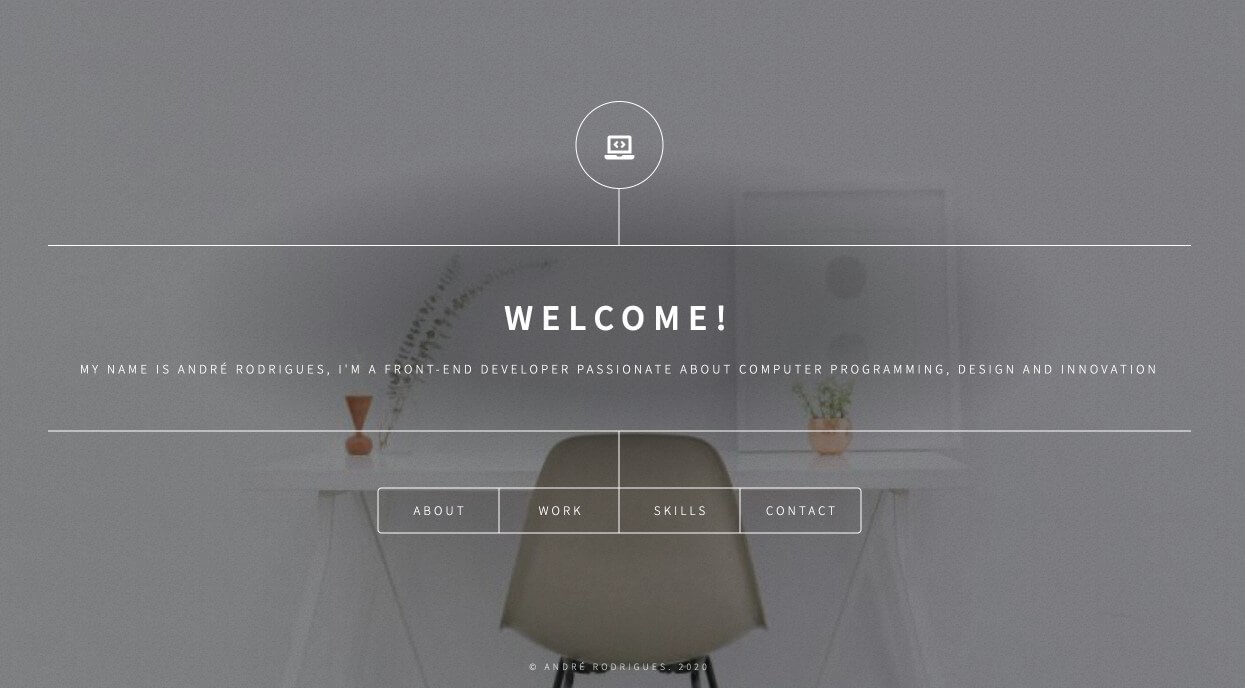 WELCOME!
MY NAME IS ANDRÉ RODRIGUES, I'M A FRONT-END DEVELOPER PASSIONATE ABOUT COMPUTER PROGRAMMING, DESIGN AND INNOVATION
ABOUT WORK SKILLS CONTACT
© ANDRÉ RODRIGUES. 2020